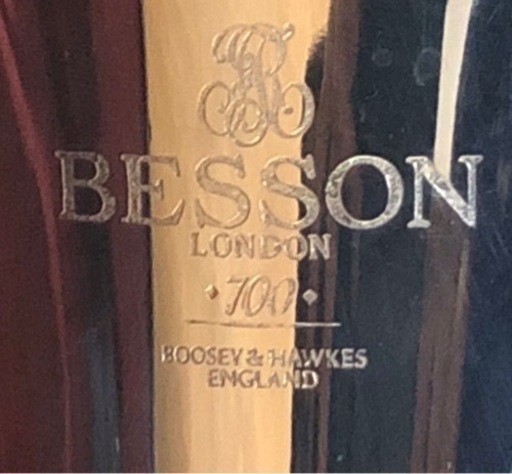 BESSON
LONDON
·700·
BOOSEY & HAWKES
ENGLAND